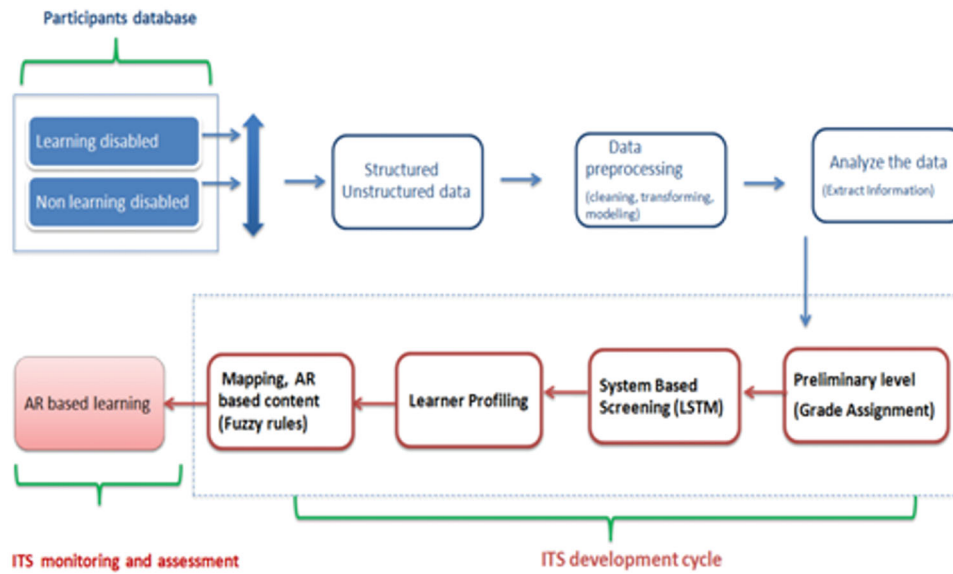 Participants database
Learning disabled
Non learning disabled
Structured
Unstructured data
Data
preprocessing
(cleaning, transforming,
modeling)
Analyze the data
(Extract Information)
AR based learning
Mapping, AR
based content
(Fuzzy rules)
Learner Profiling
System Based
Screening (LSTM)
Preliminary level
(Grade Assignment)
ITS monitoring and assessment
ITS development cycle